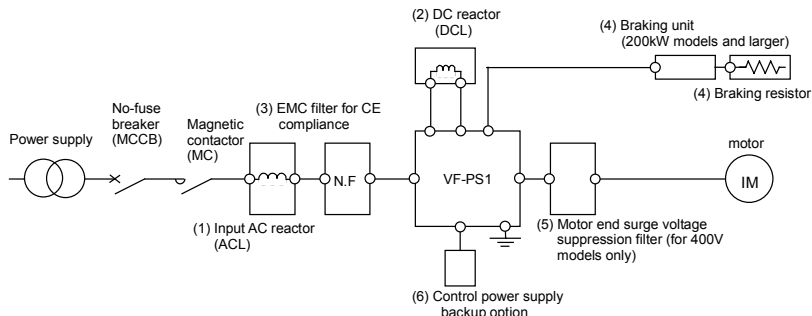 (2) DC reactor
(DCL)
(4) Braking unit
(200kW models and larger)
(4) Braking resistor
No-fuse
breaker
(MCCB)
Magnetic
contactor
(MC)
(3) EMC filter for CE
compliance
Power supply
N.F
VF-PS1
motor
IM
(1) Input AC reactor
(ACL)
(5) Motor end surge voltage
suppression filter (for 400V
models only)
(6) Control power supply
backup option